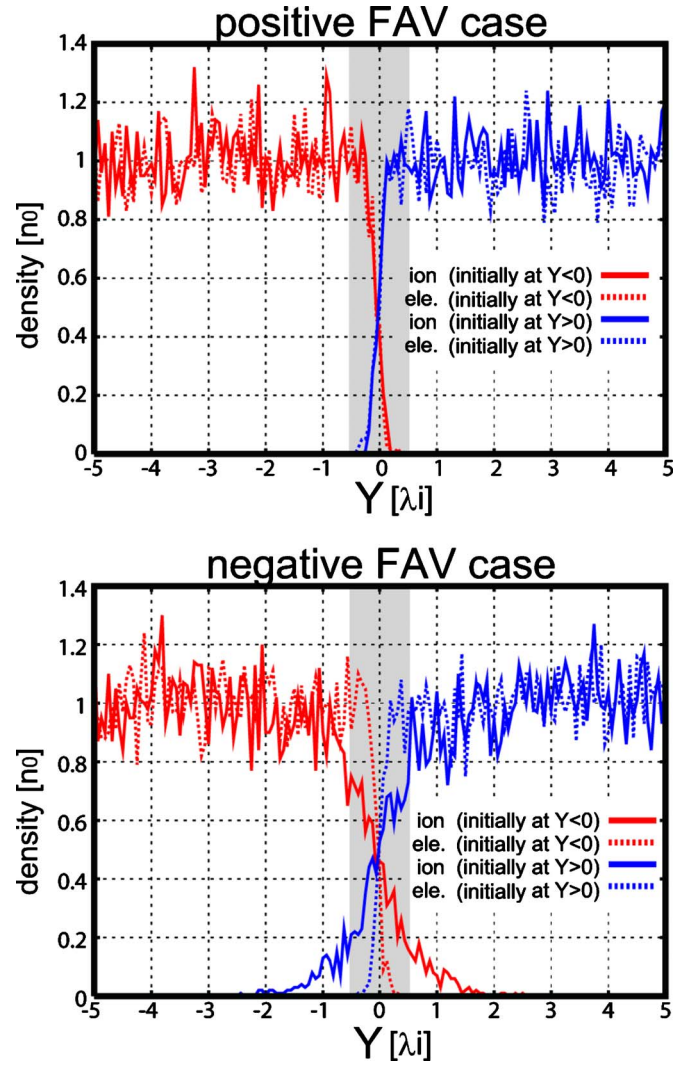 positive FAV case
1.4
1.2
1
0.8
0.6
0.4
0.2
0
density [n0]
ion (initially at Y<0)
ele. (initially at Y<0)
ion (initially at Y>0)
ele. (initially at Y>0)
-5 -4 -3 -2 -1 0 1 2 3 4 5
Y [λi]
negative FAV case
1.4
1.2
1
0.8
0.6
0.4
0.2
0
density [n0]
ion (initially at Y<0)
ele. (initially at Y<0)
ion (initially at Y>0)
ele. (initially at Y>0)
-5 -4 -3 -2 -1 0 1 2 3 4 5
Y [λi]